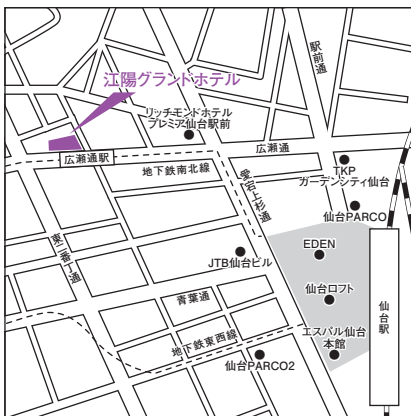 駅前通
江陽グランドホテル
リッチモンドホテル
プレミア仙台駅前
広瀬通駅
広瀬通
地下鉄南北線
愛宕上杉通
TKP
ガーデンシティ仙台
仙台PARCO
東二番丁通
EDEN
JTB仙台ビル
仙台ロフト
青葉通
仙台駅
地下鉄東西線
エスパル仙台
本館
仙台PARCO2